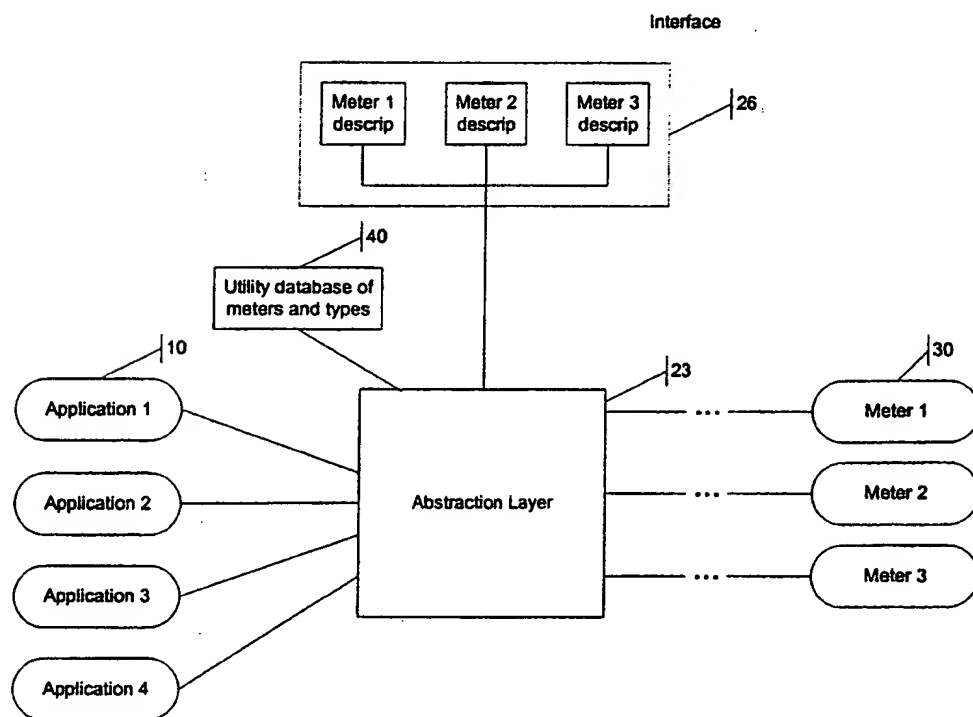 Interface
Meter 1
descrip
Meter 2
descrip
Meter 3
descrip
26
40
Utility database of
meters and types
10
23
30
Application 1
Application 2
Application 3
Application 4
Abstraction Layer
...
Meter 1
...
Meter 2
...
Meter 3